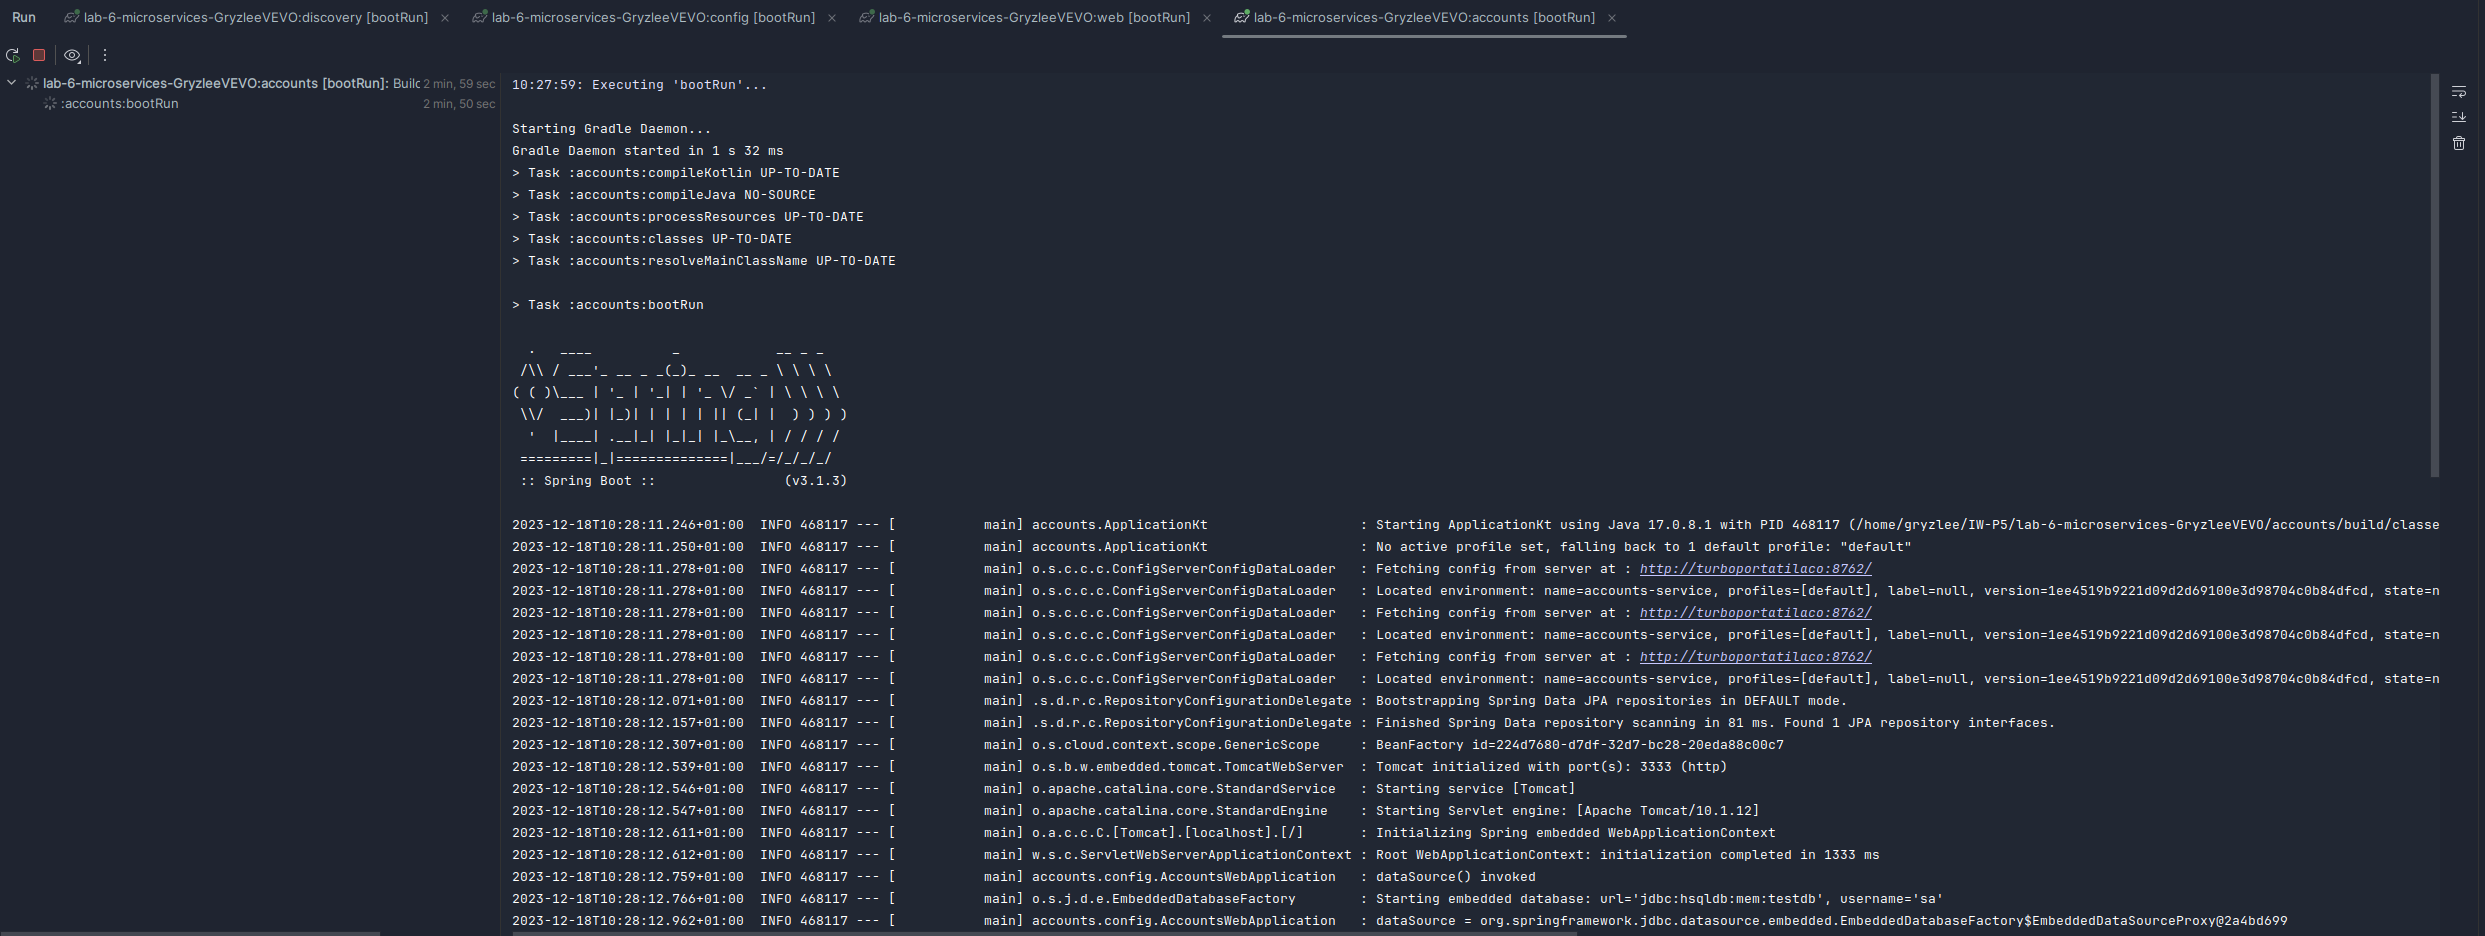 Run lab-6-microservices-GryzleeVEVO:discovery [bootRun] lab-6-microservices-GryzleeVEVO:config [bootRun] lab-6-microservices-GryzleeVEVO:web [bootRun] lab-6-microservices-GryzleeVEVO:accounts [bootRun]
lab-6-microservices-GryzleeVEVO:accounts [bootRun]: Builc 2 min, 59 sec
:accounts:bootRun 2 min, 50 sec
10:27:59: Executing 'bootRun'...
Starting Gradle Daemon...
Gradle Daemon started in 1 s 32 ms
> Task :accounts:compileKotlin UP-TO-DATE
> Task :accounts:compileJava NO-SOURCE
> Task :accounts:processResources UP-TO-DATE
> Task :accounts:classes UP-TO-DATE
> Task :accounts:resolveMainClassName UP-TO-DATE
> Task :accounts:bootRun
  .   ____          _            __ _ _
 /\\ / ___'_ __ _ _(_)_ __  __ _ \ \ \ \
( ( )\___ | '_ | '_| | '_ \/ _` | \ \ \ \
 \\/  ___)| |_)| | | | | || (_| |  ) ) ) )
  '  |____| .__|_| |_|_| |_\__, | / / / /
 =========|_|==============|___/=/_/_/_/
 :: Spring Boot ::                (v3.1.3)
2023-12-18T10:28:11.246+01:00  INFO 468117 --- [           main] accounts.ApplicationKt                   : Starting ApplicationKt using Java 17.0.8.1 with PID 468117 (/home/gryzlee/IW-P5/lab-6-microservices-GryzleeVEVO/accounts/build/classe
2023-12-18T10:28:11.250+01:00  INFO 468117 --- [           main] accounts.ApplicationKt                   : No active profile set, falling back to 1 default profile: "default"
2023-12-18T10:28:11.278+01:00  INFO 468117 --- [           main] o.s.c.c.c.ConfigServerConfigDataLoader   : Fetching config from server at : http://turboportatilaco:8762/
2023-12-18T10:28:11.278+01:00  INFO 468117 --- [           main] o.s.c.c.c.ConfigServerConfigDataLoader   : Located environment: name=accounts-service, profiles=[default], label=null, version=1ee4519b9221d09d2d69100e3d98704c0b84dfcd, state=n
2023-12-18T10:28:11.278+01:00  INFO 468117 --- [           main] o.s.c.c.c.ConfigServerConfigDataLoader   : Fetching config from server at : http://turboportatilaco:8762/
2023-12-18T10:28:11.278+01:00  INFO 468117 --- [           main] o.s.c.c.c.ConfigServerConfigDataLoader   : Located environment: name=accounts-service, profiles=[default], label=null, version=1ee4519b9221d09d2d69100e3d98704c0b84dfcd, state=n
2023-12-18T10:28:11.278+01:00  INFO 468117 --- [           main] o.s.c.c.c.ConfigServerConfigDataLoader   : Fetching config from server at : http://turboportatilaco:8762/
2023-12-18T10:28:11.278+01:00  INFO 468117 --- [           main] o.s.c.c.c.ConfigServerConfigDataLoader   : Located environment: name=accounts-service, profiles=[default], label=null, version=1ee4519b9221d09d2d69100e3d98704c0b84dfcd, state=n
2023-12-18T10:28:12.071+01:00  INFO 468117 --- [           main] .s.d.r.c.RepositoryConfigurationDelegate : Bootstrapping Spring Data JPA repositories in DEFAULT mode.
2023-12-18T10:28:12.157+01:00  INFO 468117 --- [           main] .s.d.r.c.RepositoryConfigurationDelegate : Finished Spring Data repository scanning in 81 ms. Found 1 JPA repository interfaces.
2023-12-18T10:28:12.307+01:00  INFO 468117 --- [           main] o.s.cloud.context.scope.GenericScope     : BeanFactory id=224d7680-d7df-32d7-bc28-20eda88c00c7
2023-12-18T10:28:12.539+01:00  INFO 468117 --- [           main] o.s.b.w.embedded.tomcat.TomcatWebServer  : Tomcat initialized with port(s): 3333 (http)
2023-12-18T10:28:12.546+01:00  INFO 468117 --- [           main] o.apache.catalina.core.StandardService   : Starting service [Tomcat]
2023-12-18T10:28:12.547+01:00  INFO 468117 --- [           main] o.apache.catalina.core.StandardEngine    : Starting Servlet engine: [Apache Tomcat/10.1.12]
2023-12-18T10:28:12.611+01:00  INFO 468117 --- [           main] o.a.c.c.C.[Tomcat].[localhost].[/]       : Initializing Spring embedded WebApplicationContext
2023-12-18T10:28:12.612+01:00  INFO 468117 --- [           main] w.s.c.ServletWebServerApplicationContext : Root WebApplicationContext: initialization completed in 1333 ms
2023-12-18T10:28:12.759+01:00  INFO 468117 --- [           main] accounts.config.AccountsWebApplication   : dataSource() invoked
2023-12-18T10:28:12.766+01:00  INFO 468117 --- [           main] o.s.j.d.e.EmbeddedDatabaseFactory        : Starting embedded database: url='jdbc:hsqldb:mem:testdb', username='sa'
2023-12-18T10:28:12.962+01:00  INFO 468117 --- [           main] accounts.config.AccountsWebApplication   : dataSource = org.springframework.jdbc.datasource.embedded.EmbeddedDatabaseFactory$EmbeddedDataSourceProxy@2a4bd699